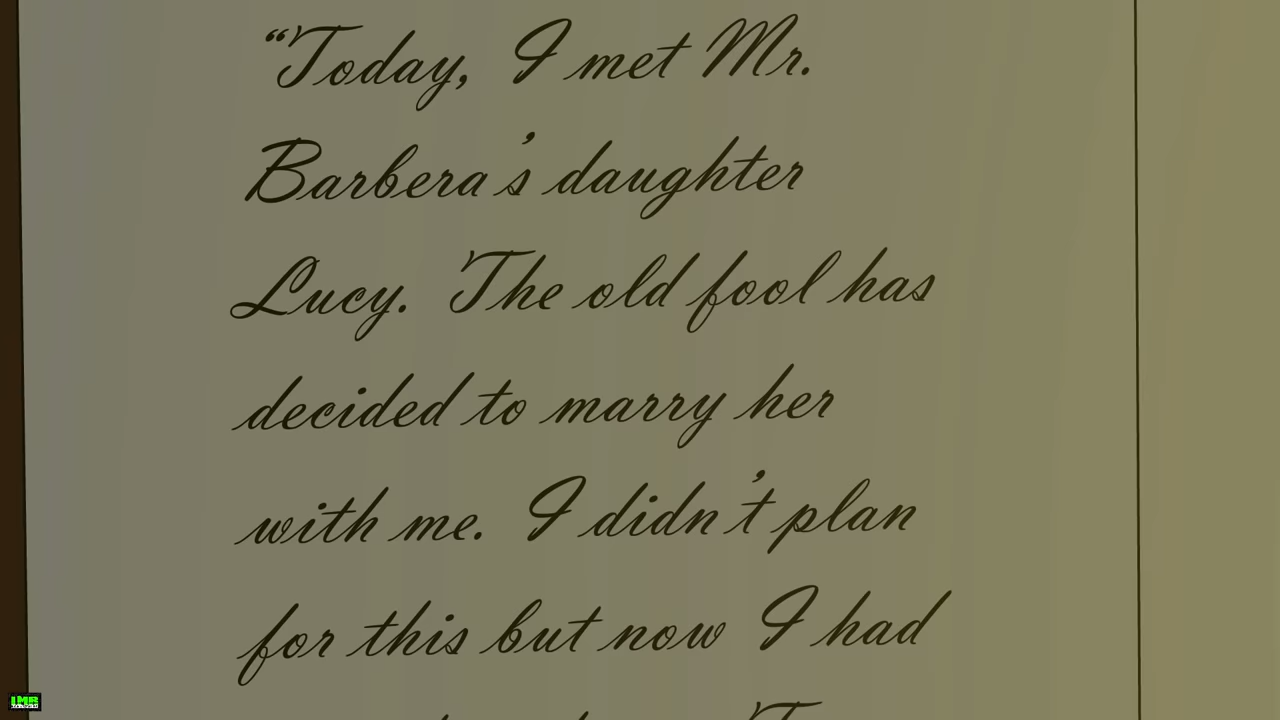 “Today, I met Mr.
Barbera’s daughter
Lucy. The old fool has
decided to marry her
with me. I didn’t plan
for this but now I had